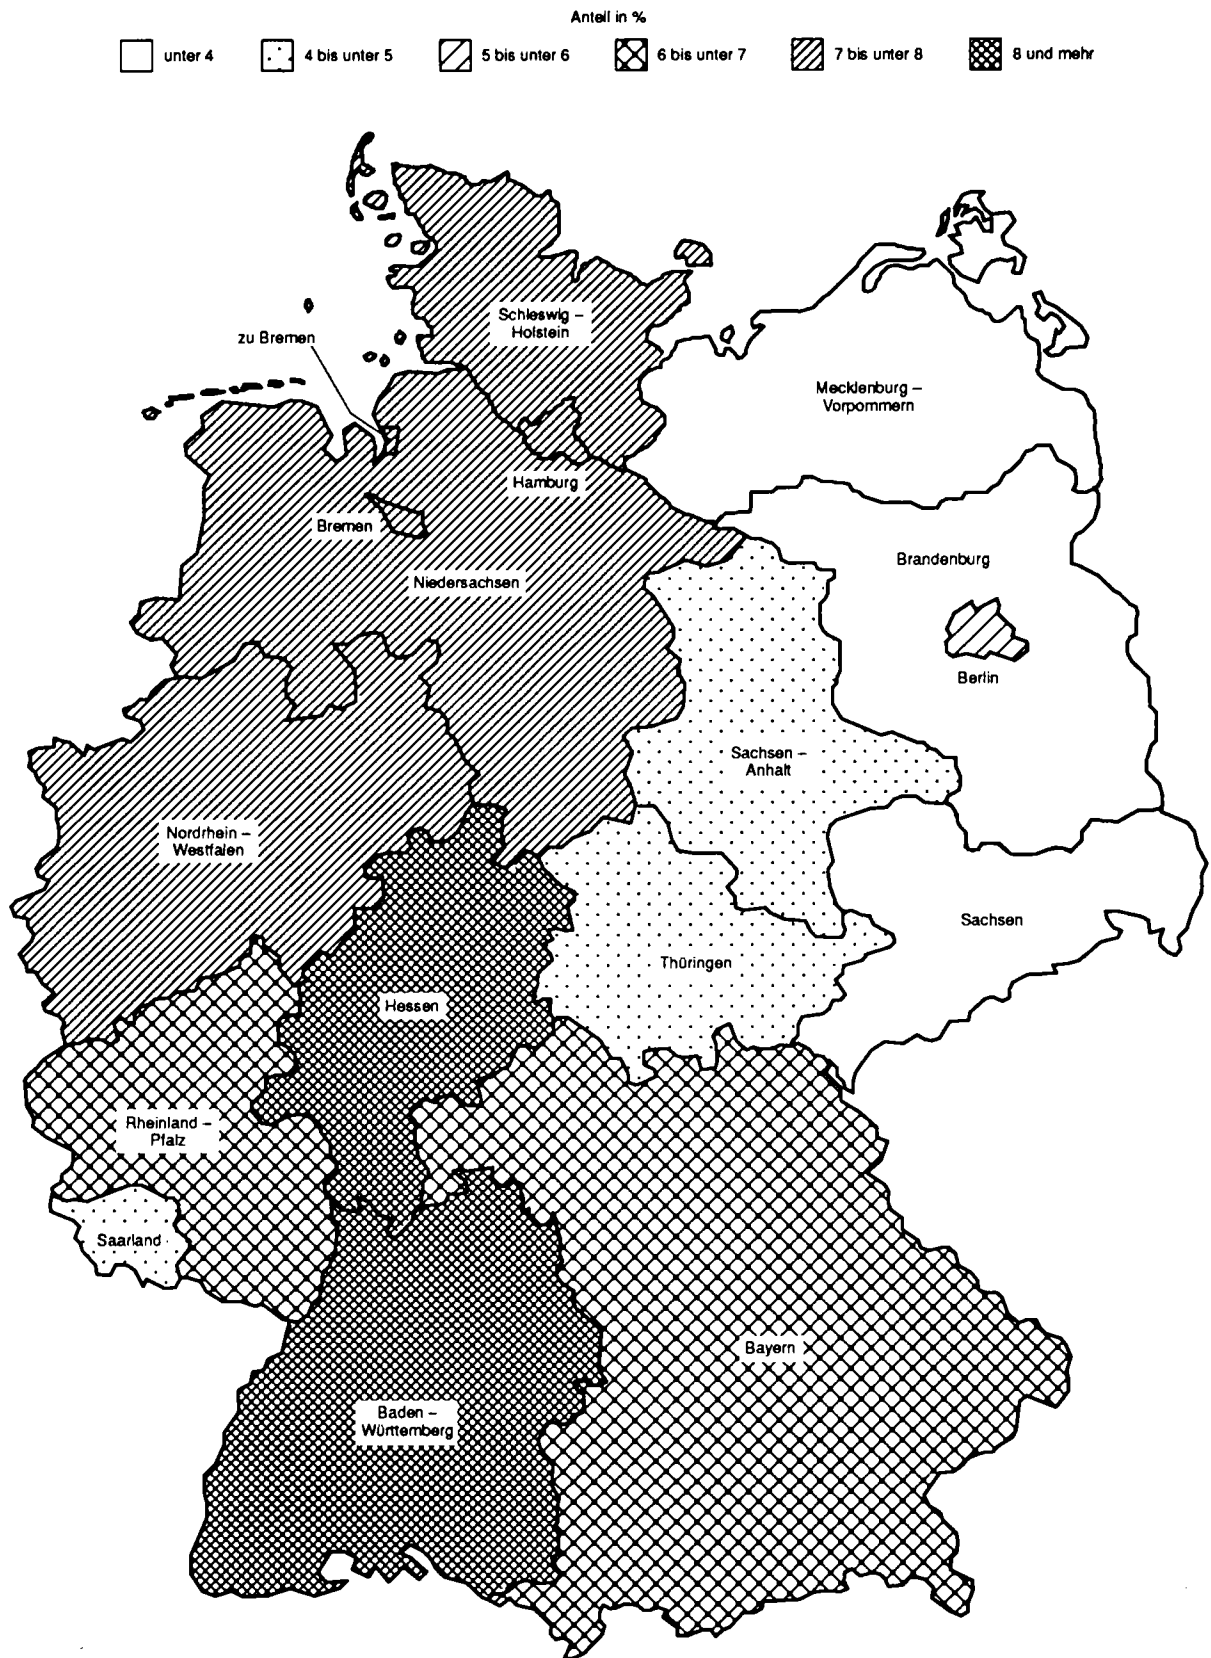 Anteil in %
unter 4
4 bis unter 5
5 bis unter 6
6 bis unter 7
7 bis unter 8
8 und mehr
Schleswig –
Holstein
zu Bremen
Mecklenburg –
Vorpommern
Hamburg
Bremen
Brandenburg
Niedersachsen
Berlin
Sachsen –
Anhalt
Nordrhein –
Westfalen
Sachsen
Thüringen
Hessen
Rheinland –
Pfalz
Saarland
Bayern
Baden –
Württemberg